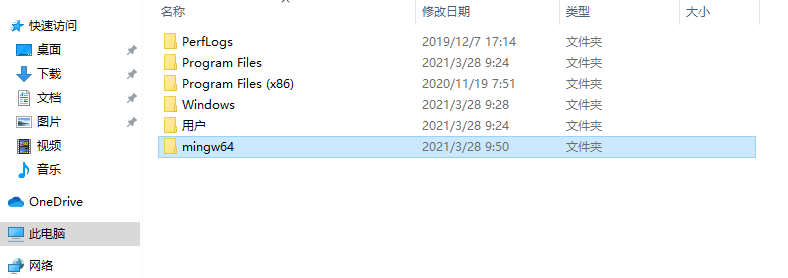 名称 修改日期 类型 大小
快速访问
桌面
下载
文档
图片
视频
音乐
OneDrive
此电脑
网络
PerfLogs 2019/12/7 17:14 文件夹
Program Files 2021/3/28 9:24 文件夹
Program Files (x86) 2020/11/19 7:51 文件夹
Windows 2021/3/28 9:28 文件夹
用户 2021/3/28 9:24 文件夹
mingw64 2021/3/28 9:50 文件夹